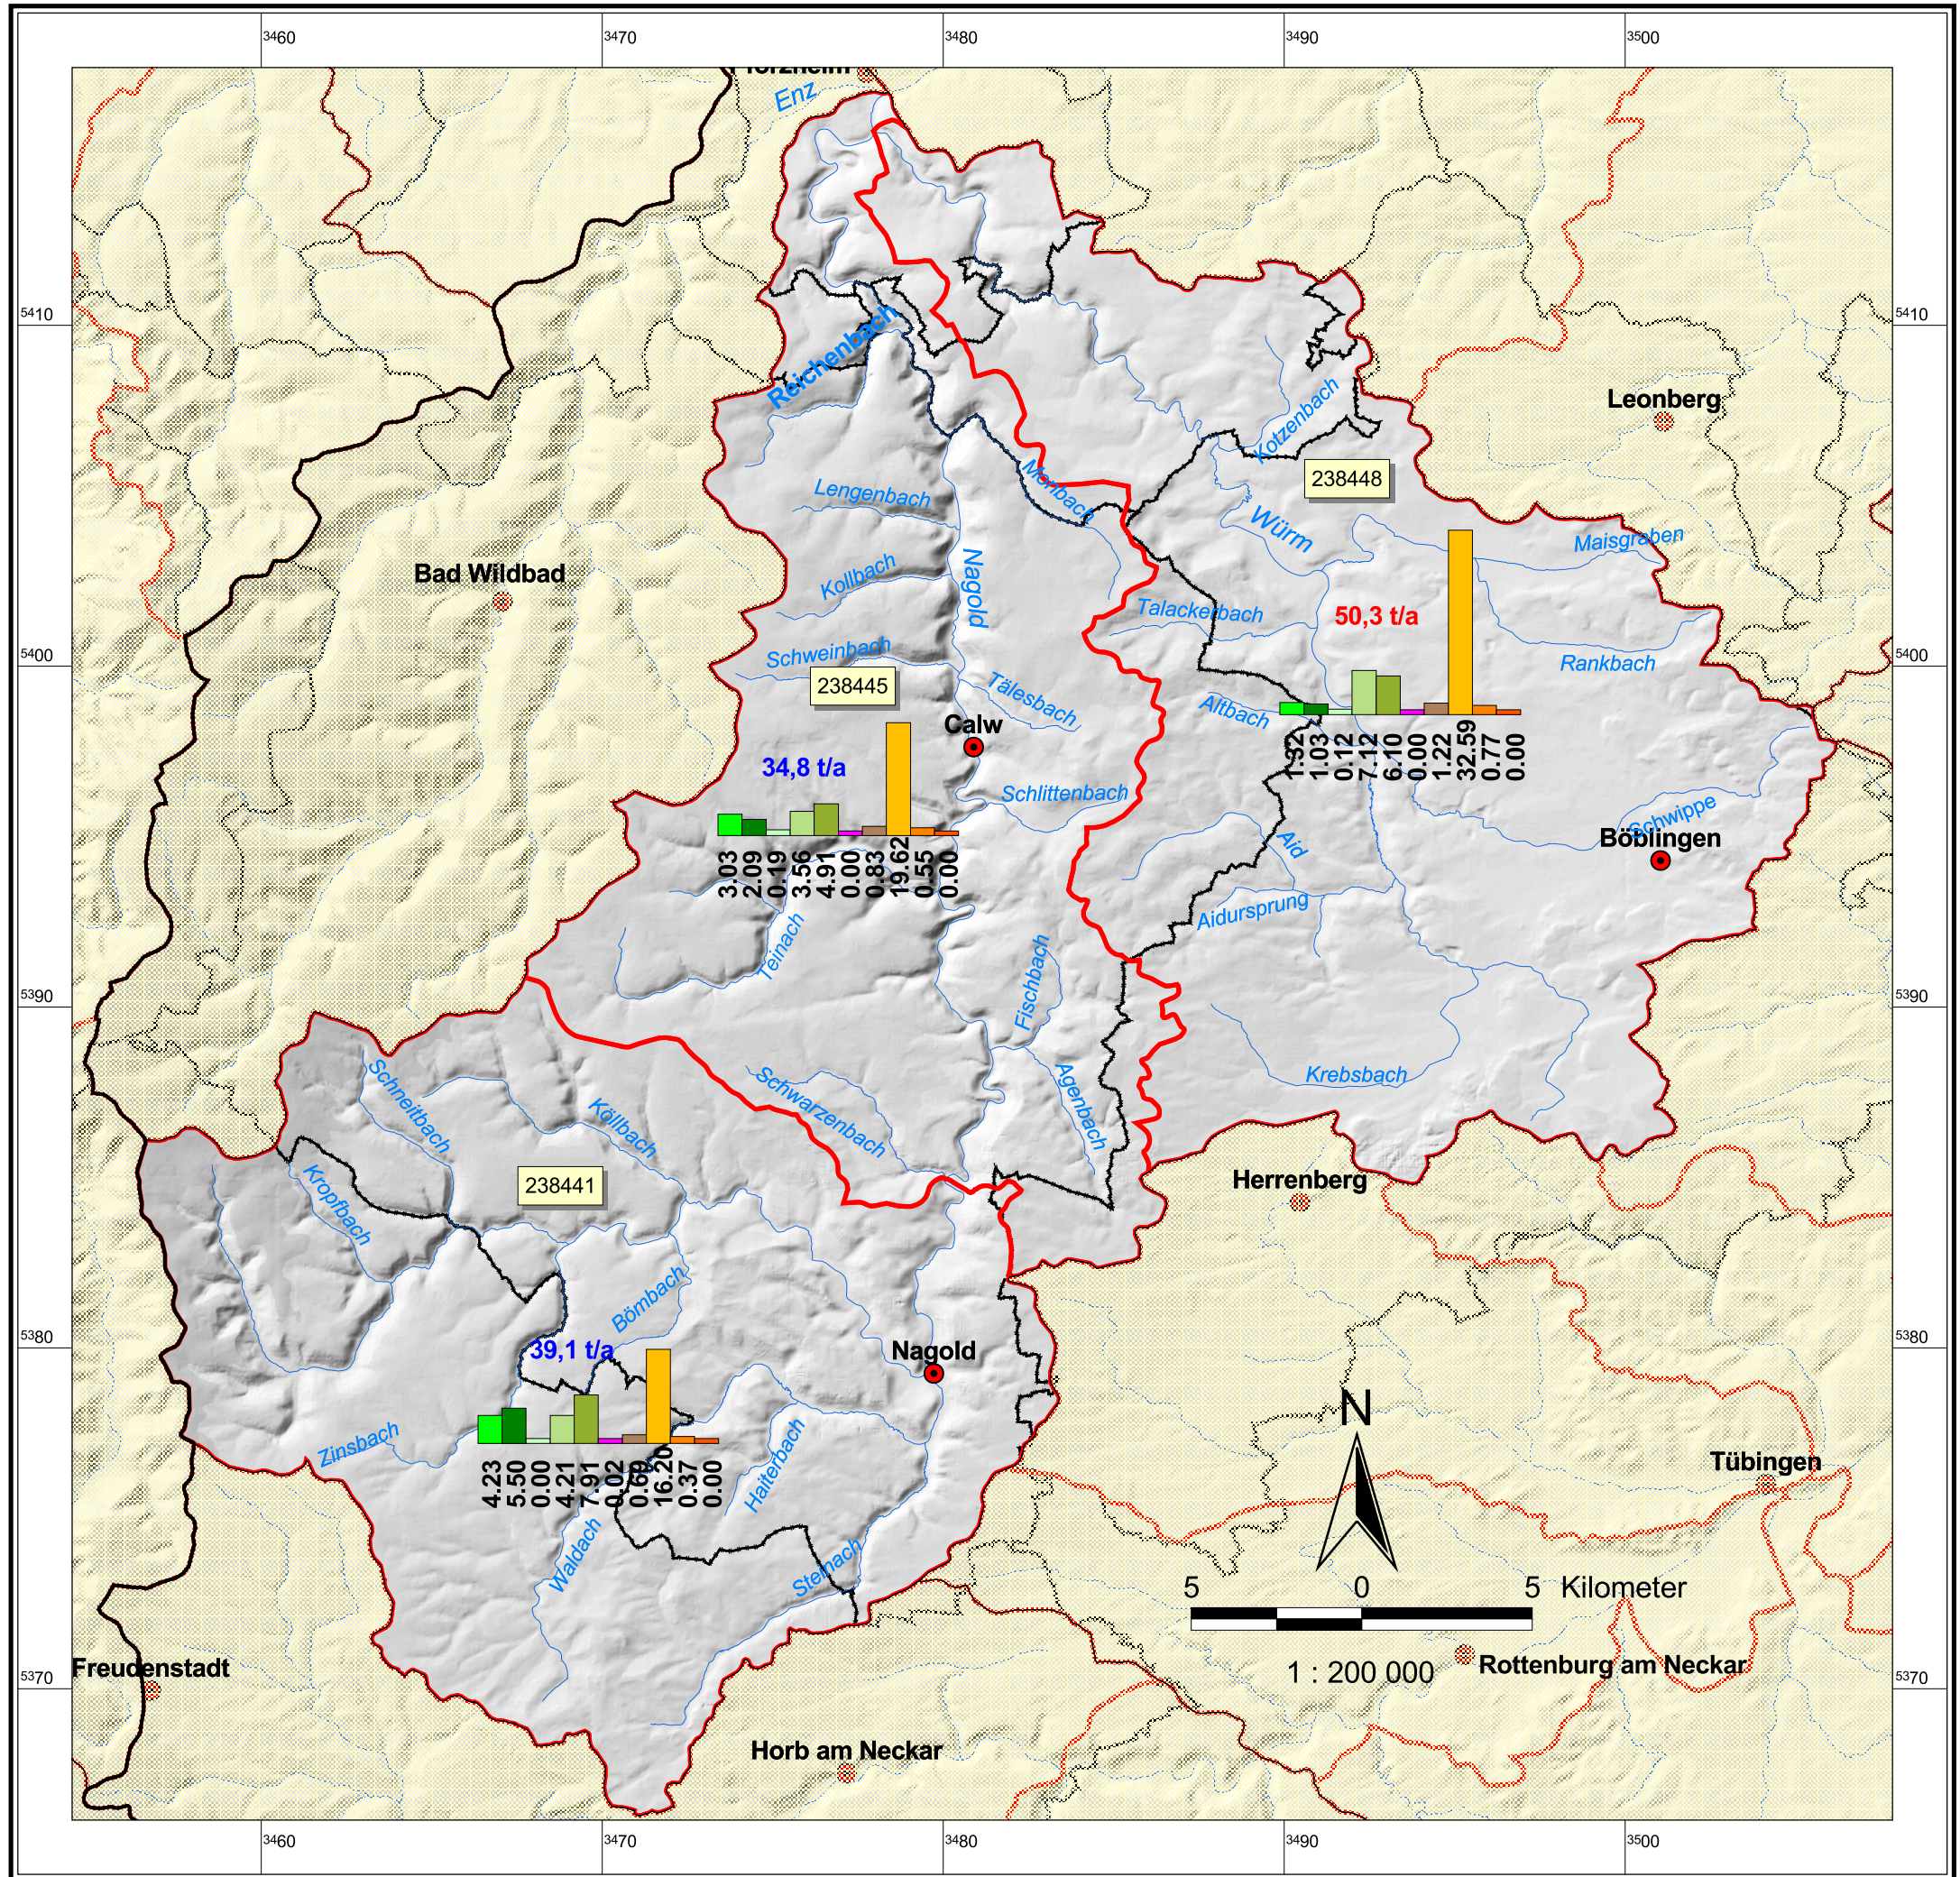 3460
3470
3480
3490
3500
Pforzheim
Enz
5410
5410
Reichenbach
Kotzenbach
Leonberg
Monbach
238448
Lengenbach
Würm
Maisgraben
Bad Wildbad
Kollbach
Nagold
Talackerbach
50,3 t/a
5400
Schweinbach
Rankbach
5400
238445
Tälesbach
Altbach
Calw
1.32
1.03
0.12
7.12
6.10
0.00
1.22
32.59
0.77
0.00
34,8 t/a
Schlittenbach
Schwippe
Böblingen
Aid
3.03
2.09
0.19
3.56
4.91
0.00
0.83
19.62
0.55
0.00
Aidursprung
Teinach
Fischbach
5390
5390
Schneitbach
Köllbach
Schwarzenbach
Agenbach
Krebsbach
238441
Kropfbach
Herrenberg
Bömbach
5380
39,1 t/a
Nagold
5380
N
Zinsbach
Haiterbach
Tübingen
4.23
5.50
0.00
4.21
7.91
0.02
0.69
16.20
0.37
0.00
Waldach
Steinach
5 0 5 Kilometer
1 : 200 000
Freudenstadt
Rottenburg am Neckar
5370
5370
Horb am Neckar
3460
3470
3480
3490
3500